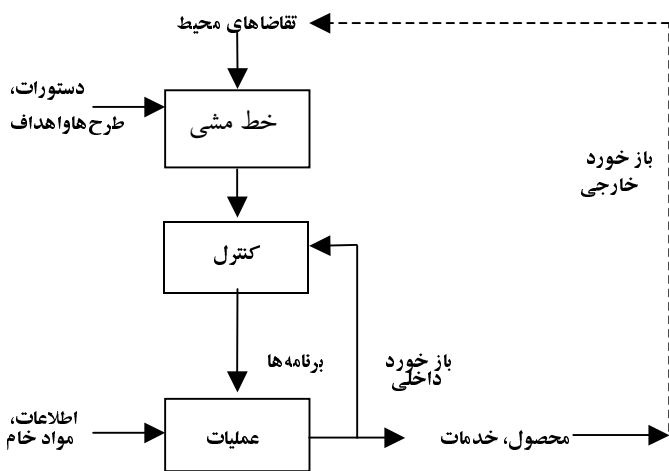 تقاضاهای محیط
دستورات،
طرح‌هاواهداف
خط مشی
باز خورد
خارجی
کنترل
برنامه‌ها
باز خورد
داخلی
اطلاعات،
مواد خام
عملیات
محصول، خدمات